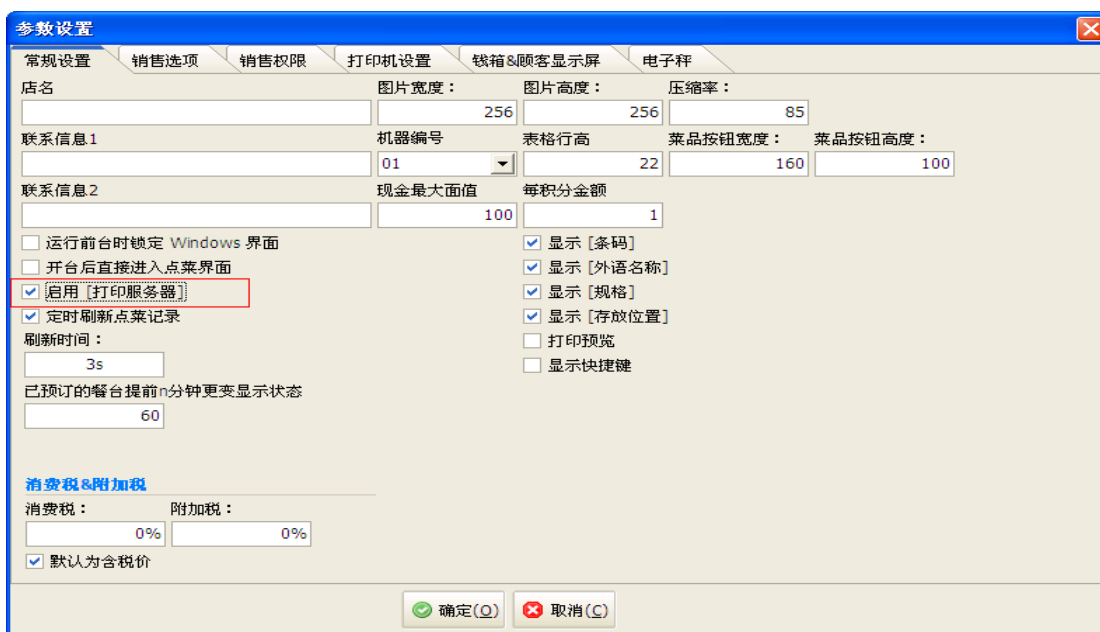 参数设置
常规设置 销售选项 销售权限 打印机设置 钱箱&顾客显示屏 电子秤
店名 图片宽度： 图片高度： 压缩率：
256 256 85
联系信息1 机器编号 表格行高 菜品按钮宽度： 菜品按钮高度：
01 22 160 100
联系信息2 现金最大面值 每积分金额
100 1
运行前台时锁定 Windows 界面 显示 [条码]
开台后直接进入点菜界面 显示 [外语名称]
启用 [打印服务器] 显示 [规格]
定时刷新点菜记录 显示 [存放位置]
刷新时间： 打印预览
3s 显示快捷键
已预订的餐台提前n分钟更变显示状态
60
消费税&附加税
消费税： 附加税：
0% 0%
默认为含税价
确定(O) 取消(C)